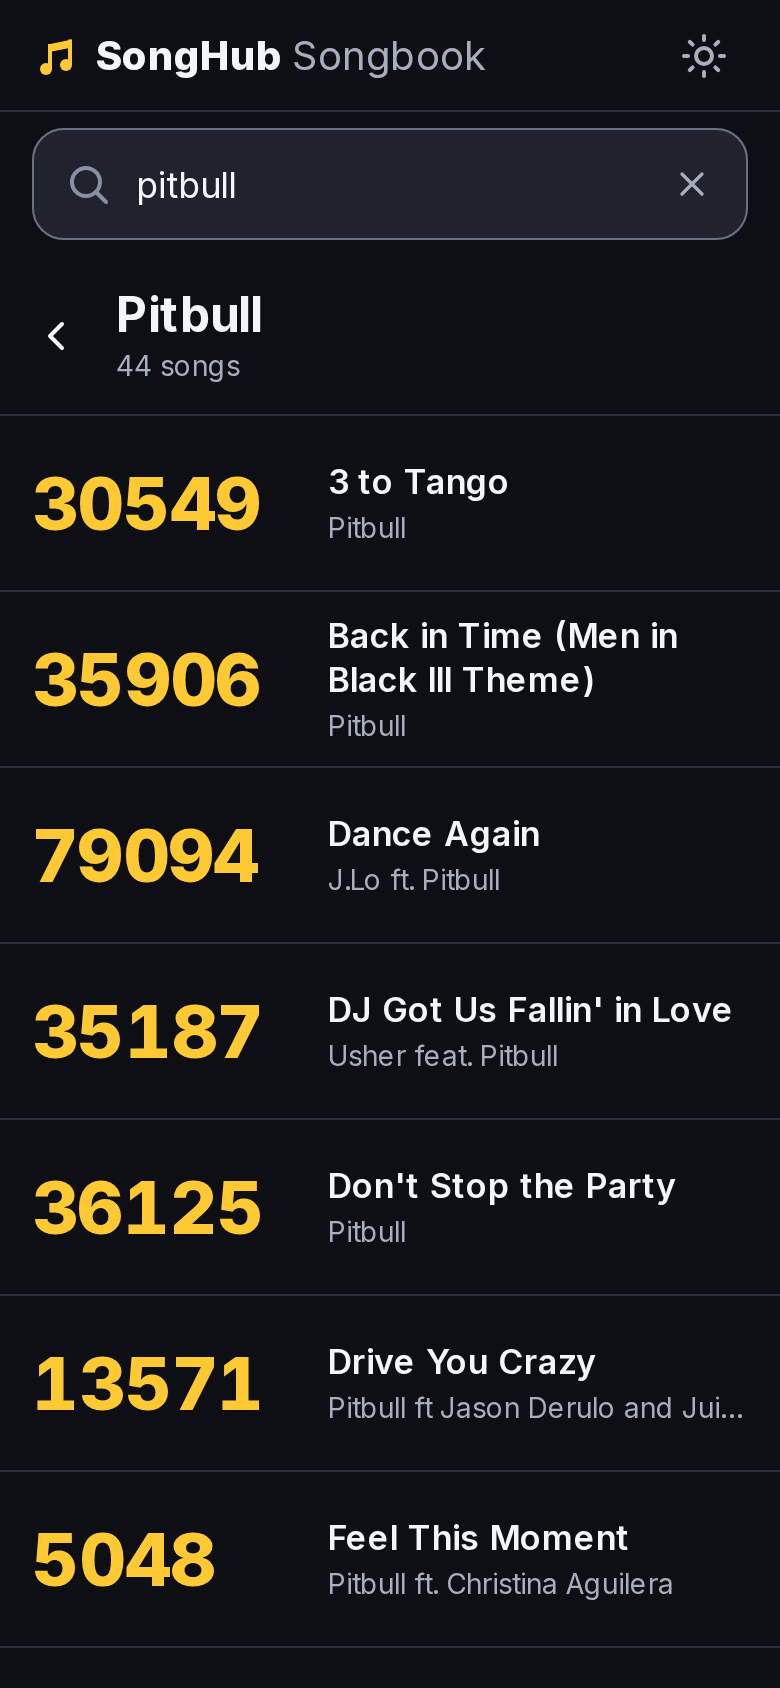 SongHub Songbook
pitbull
Pitbull
44 songs
30549
3 to Tango
Pitbull
35906
Back in Time (Men in
Black III Theme)
Pitbull
79094
Dance Again
J.Lo ft. Pitbull
35187
DJ Got Us Fallin' in Love
Usher feat. Pitbull
36125
Don't Stop the Party
Pitbull
13571
Drive You Crazy
Pitbull ft Jason Derulo and Jui...
5048
Feel This Moment
Pitbull ft. Christina Aguilera